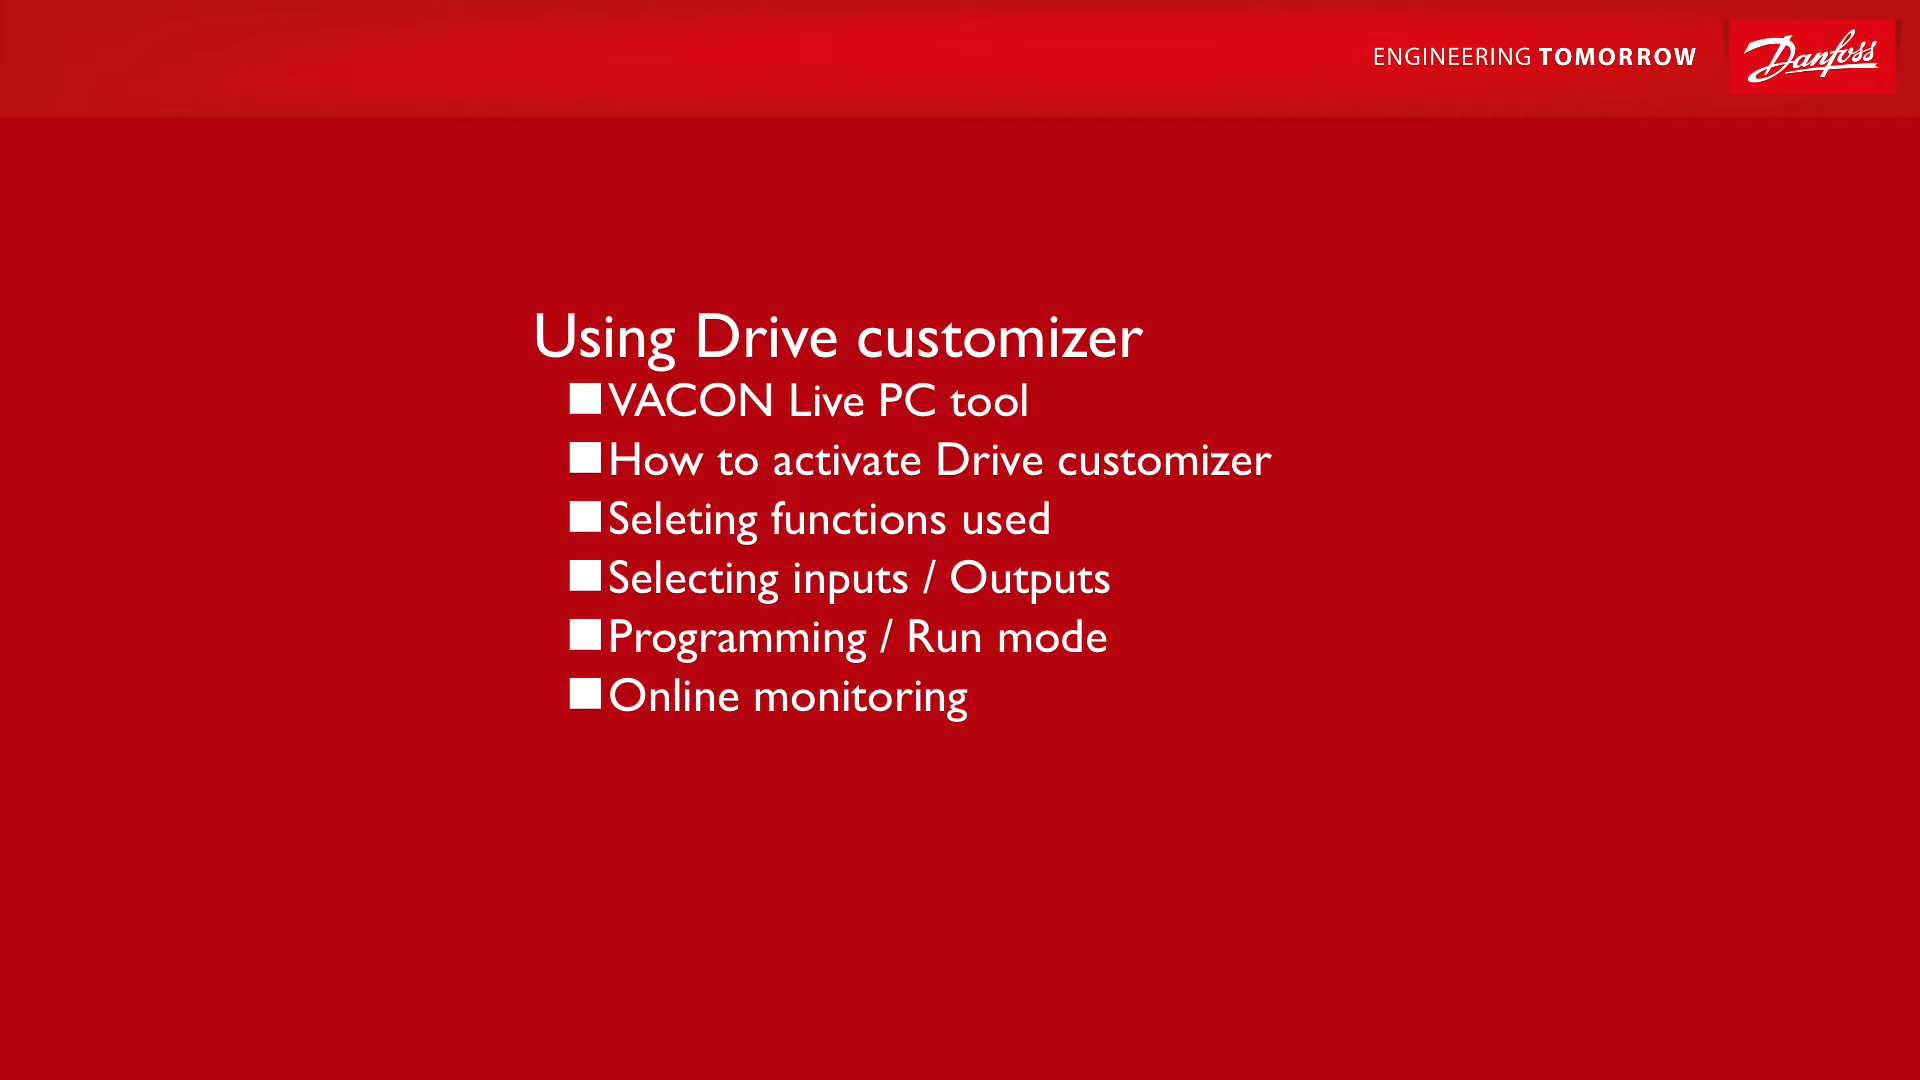 ENGINEERING TOMORROW
Danfoss
Using Drive customizer
VACON Live PC tool
How to activate Drive customizer
Seleting functions used
Selecting inputs / Outputs
Programming / Run mode
Online monitoring